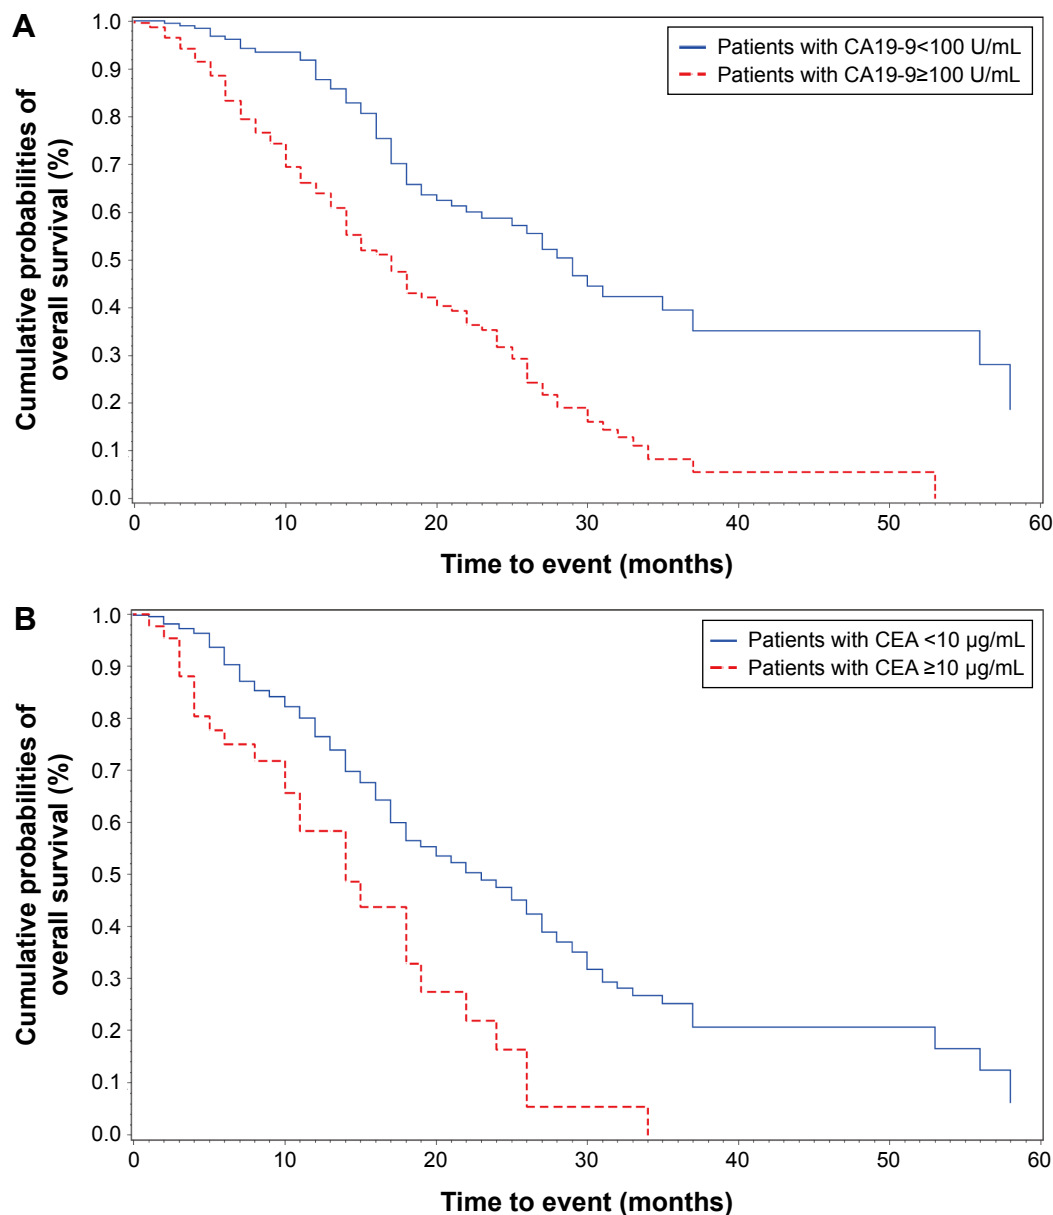 A
Cumulative probabilities of
overall survival (%)
1.0
0.9
0.8
0.7
0.6
0.5
0.4
0.3
0.2
0.1
0.0
Patients with CA19-9<100 U/mL
Patients with CA19-9≥100 U/mL
0 10 20 30 40 50 60
Time to event (months)
B
Cumulative probabilities of
overall survival (%)
1.0
0.9
0.8
0.7
0.6
0.5
0.4
0.3
0.2
0.1
0.0
Patients with CEA <10 µg/mL
Patients with CEA ≥10 µg/mL
0 10 20 30 40 50 60
Time to event (months)